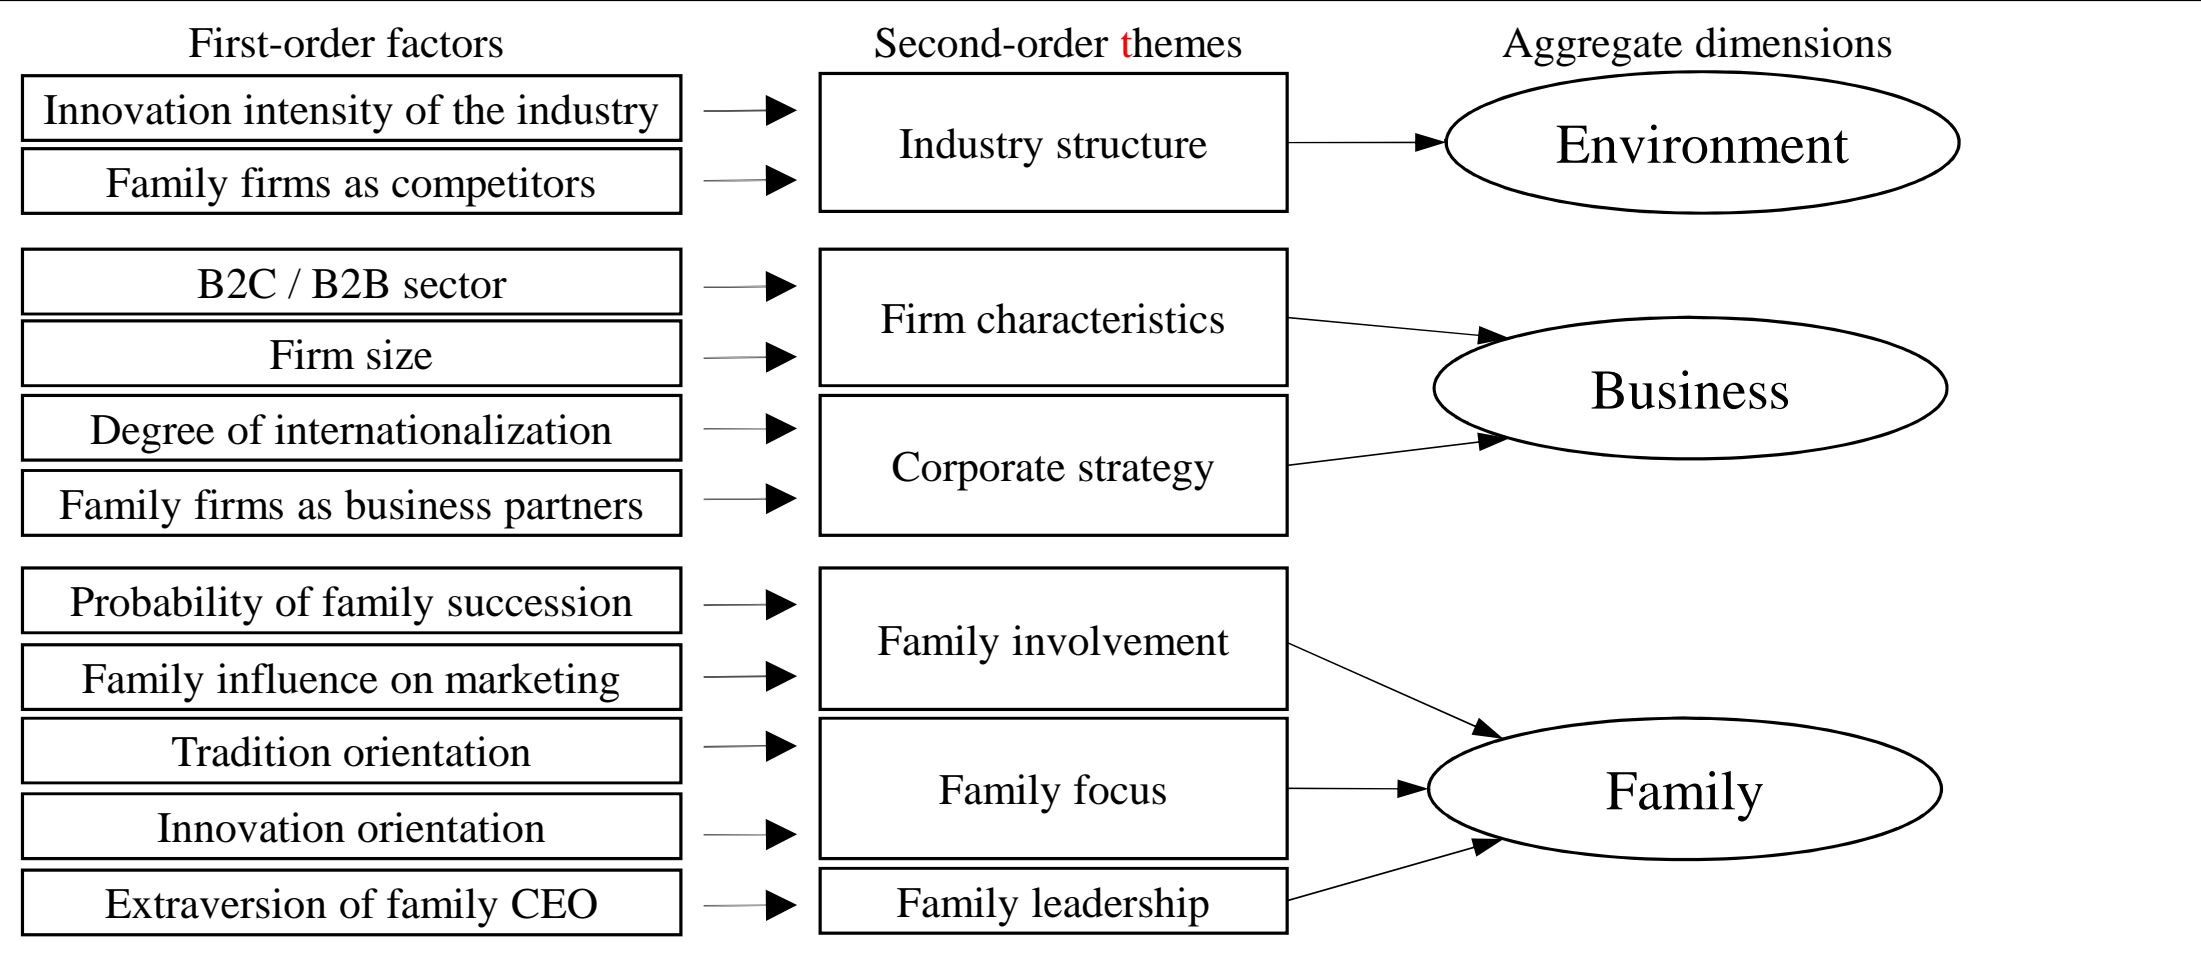 First-order factors
Second-order themes
Aggregate dimensions
Innovation intensity of the industry
Family firms as competitors
Industry structure
Environment
B2C / B2B sector
Firm size
Degree of internationalization
Family firms as business partners
Firm characteristics
Corporate strategy
Business
Probability of family succession
Family influence on marketing
Tradition orientation
Innovation orientation
Extraversion of family CEO
Family involvement
Family focus
Family leadership
Family